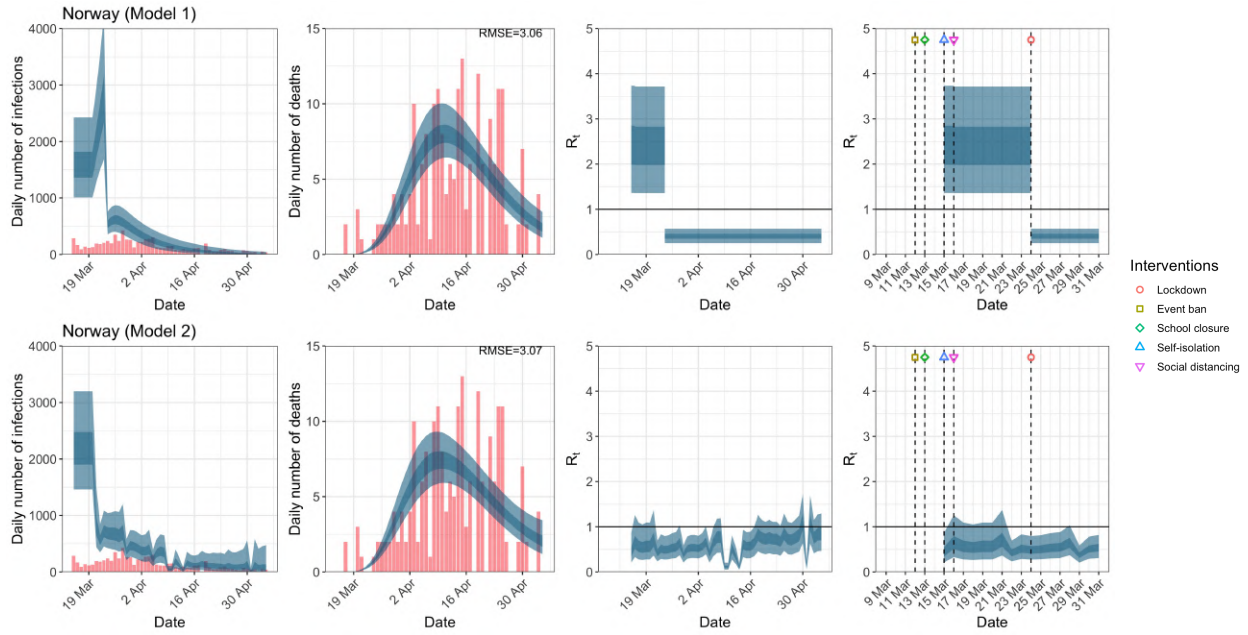 Norway (Model 1)
Daily number of infections
4000
3000
2000
1000
0
19 Mar
2 Apr
16 Apr
30 Apr
Date
Daily number of deaths
RMSE=3.06
15
10
5
0
19 Mar
2 Apr
16 Apr
30 Apr
Date
Rt
5
4
3
2
1
0
19 Mar
2 Apr
16 Apr
30 Apr
Date
Rt
5
4
3
2
1
0
9 Mar
11 Mar
13 Mar
15 Mar
17 Mar
19 Mar
21 Mar
23 Mar
25 Mar
27 Mar
29 Mar
31 Mar
Date
Norway (Model 2)
Daily number of infections
4000
3000
2000
1000
0
19 Mar
2 Apr
16 Apr
30 Apr
Date
Daily number of deaths
RMSE=3.07
15
10
5
0
19 Mar
2 Apr
16 Apr
30 Apr
Date
Rt
5
4
3
2
1
0
19 Mar
2 Apr
16 Apr
30 Apr
Date
Rt
5
4
3
2
1
0
9 Mar
11 Mar
13 Mar
15 Mar
17 Mar
19 Mar
21 Mar
23 Mar
25 Mar
27 Mar
29 Mar
31 Mar
Date
Interventions
Lockdown
Event ban
School closure
Self-isolation
Social distancing